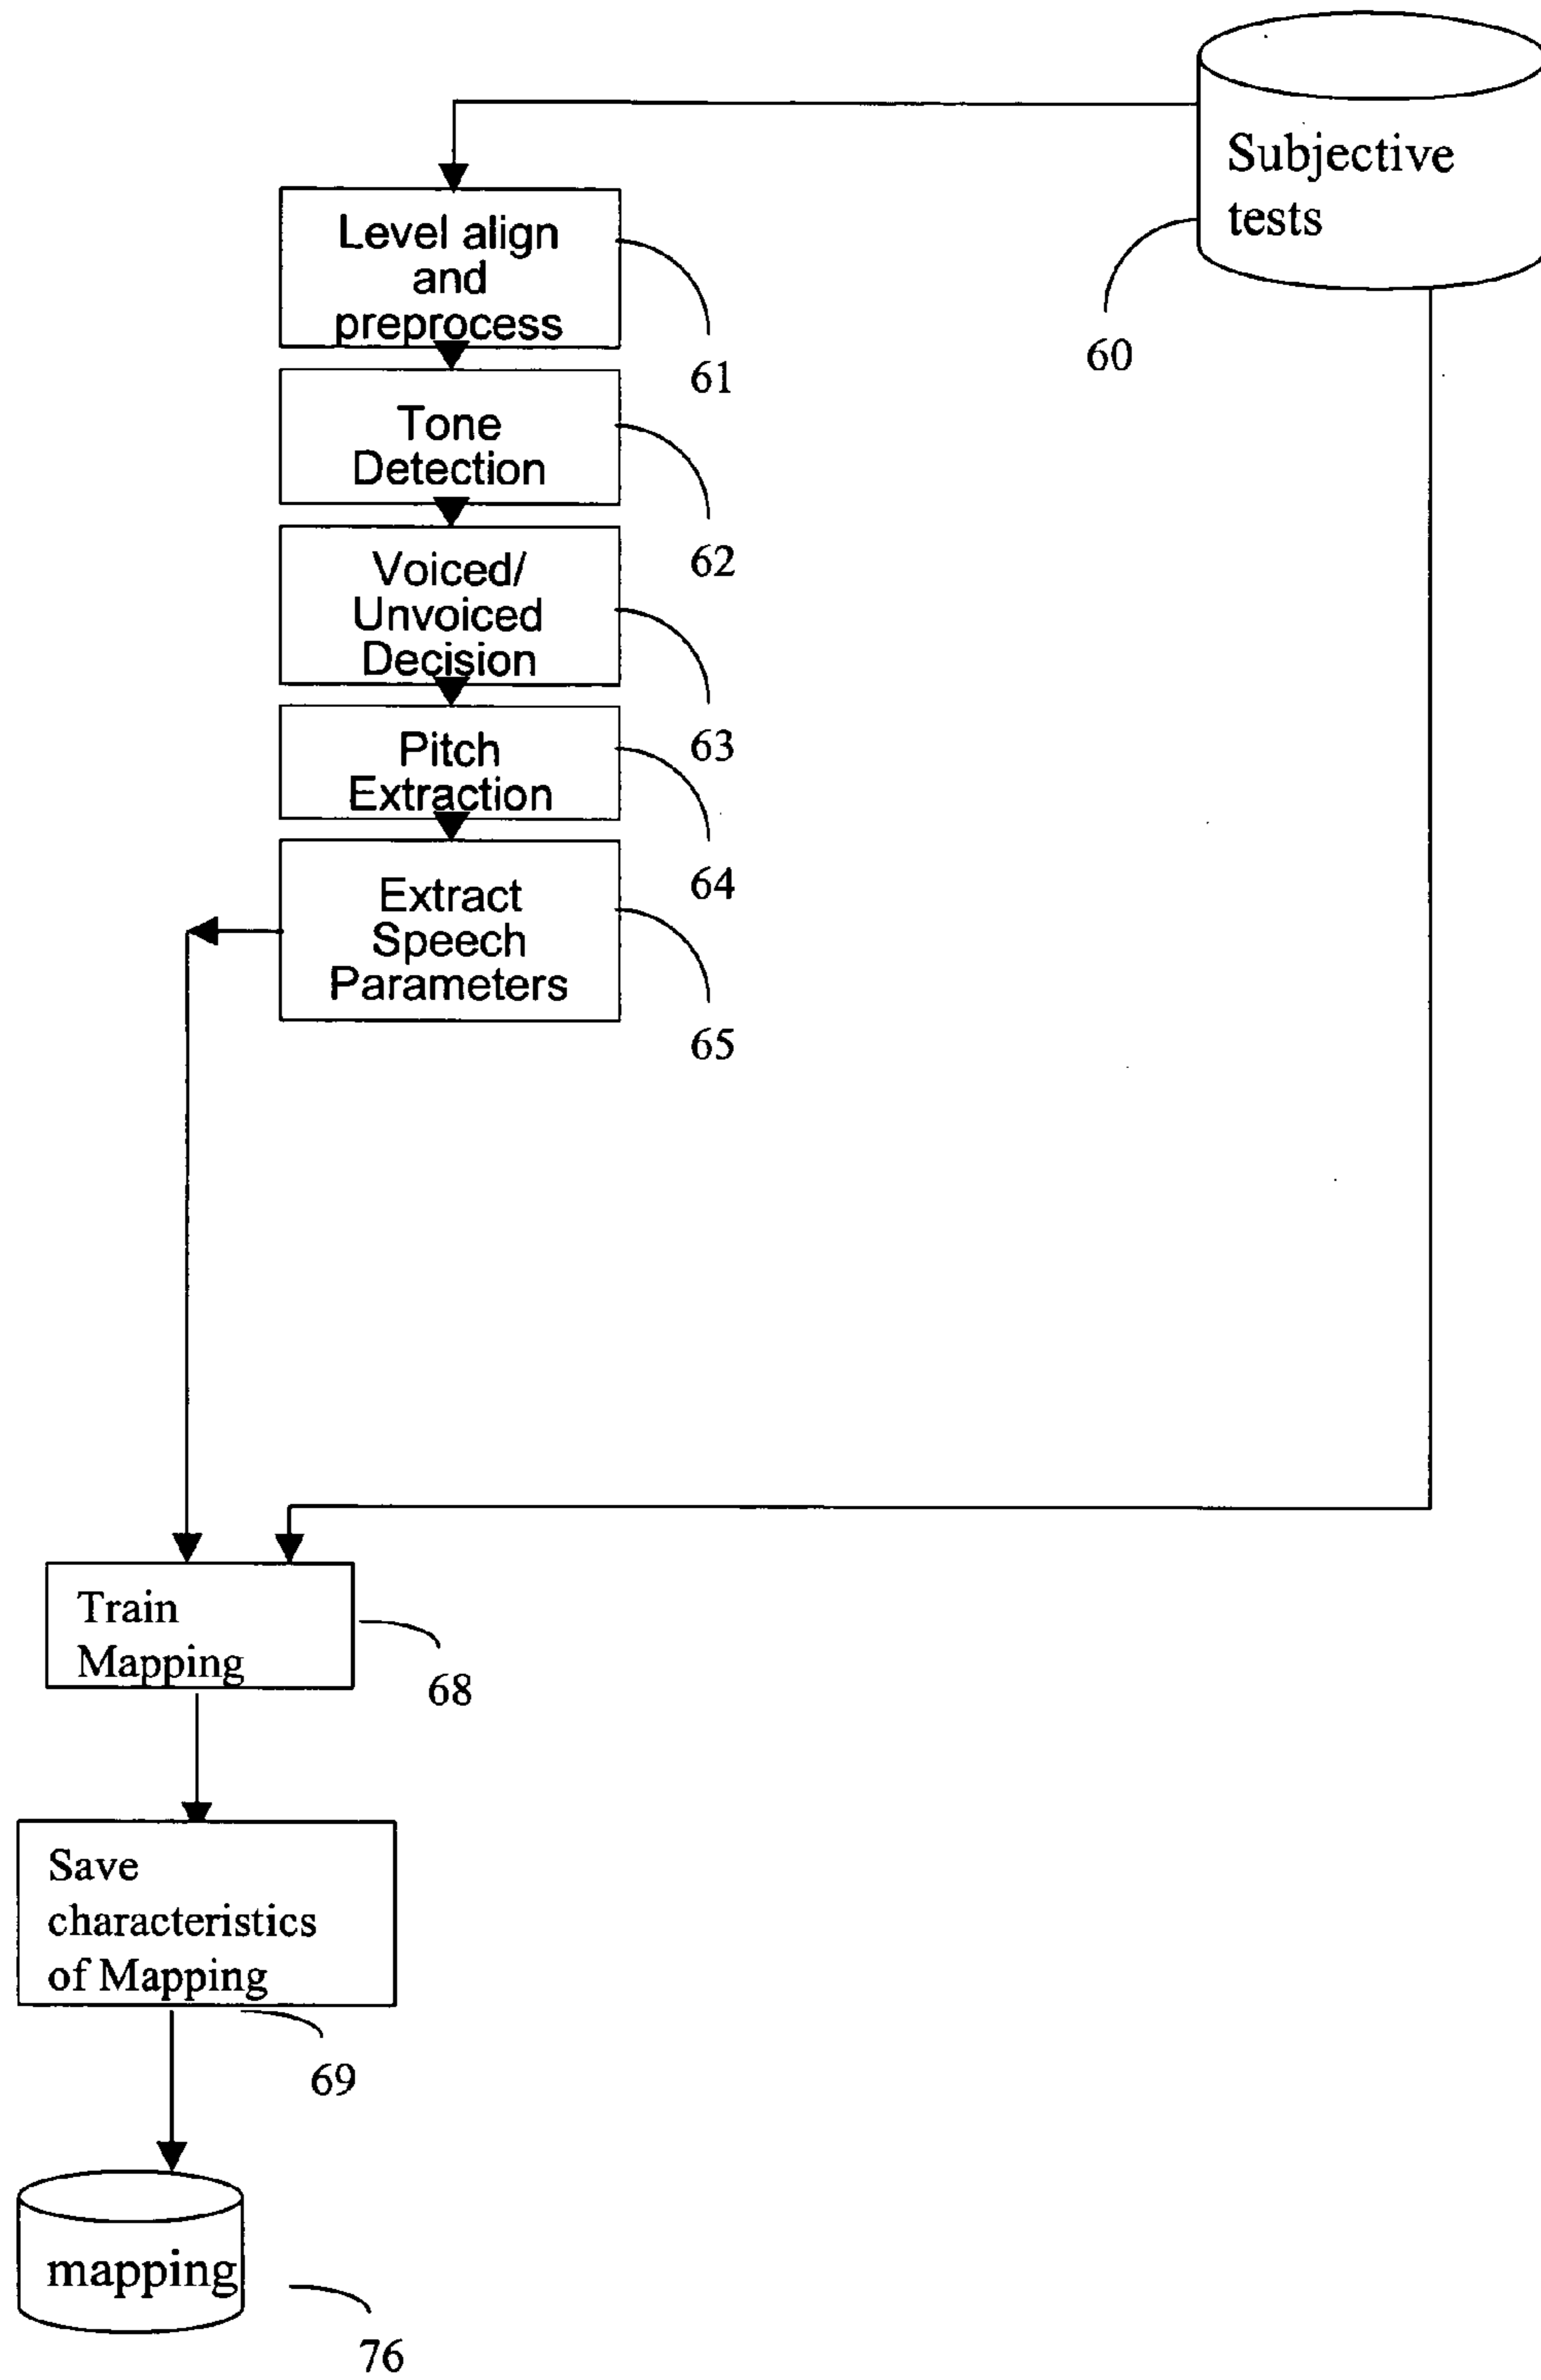 Subjective
tests
60
Level align
and
preprocess
61
Tone
Detection
62
Voiced/
Unvoiced
Decision
63
Pitch
Extraction
64
Extract
Speech
Parameters
65
Train
Mapping
68
Save
characteristics
of Mapping
69
mapping
76